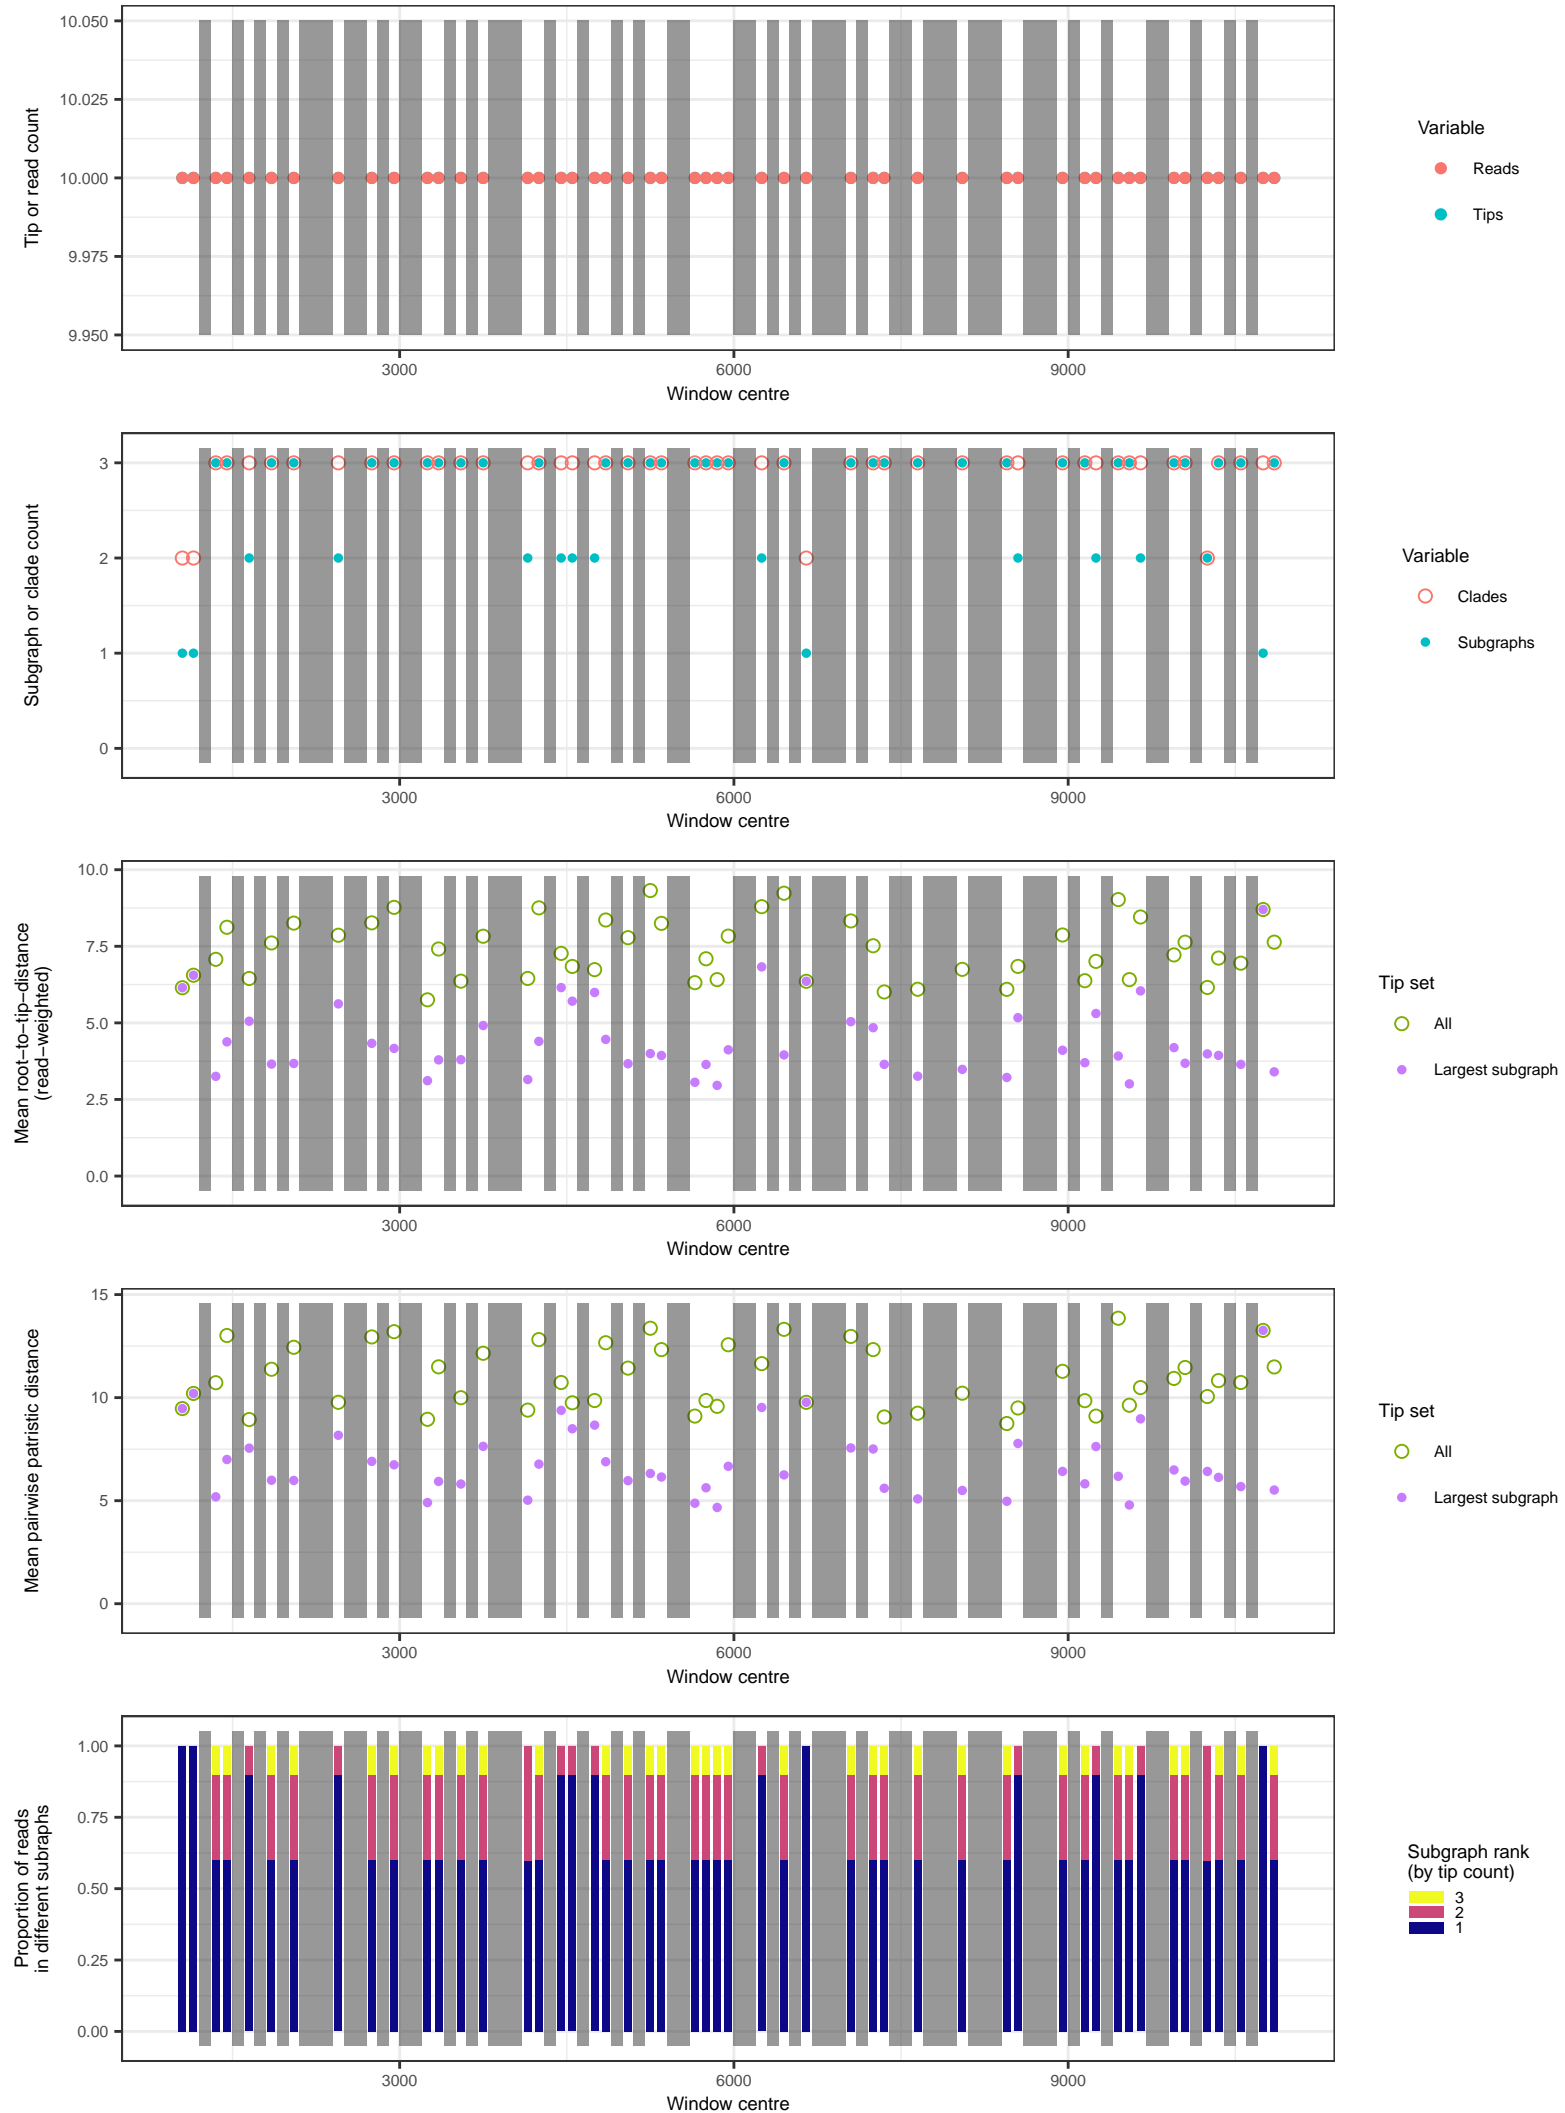 10.050
10.025
10.000
9.975
9.950
Tip or read count
3000 6000 9000
Window centre
Variable
Reads
Tips
3
2
1
0
Subgraph or clade count
3000 6000 9000
Window centre
Variable
Clades
Subgraphs
10.0
7.5
5.0
2.5
0.0
Mean root−to−tip−distance
(read−weighted)
3000 6000 9000
Window centre
Tip set
All
Largest subgraph
15
10
5
0
Mean pairwise patristic distance
3000 6000 9000
Window centre
Tip set
All
Largest subgraph
1.00
0.75
0.50
0.25
0.00
Proportion of reads
in different subraphs
3000 6000 9000
Window centre
Subgraph rank
(by tip count)
3
2
1